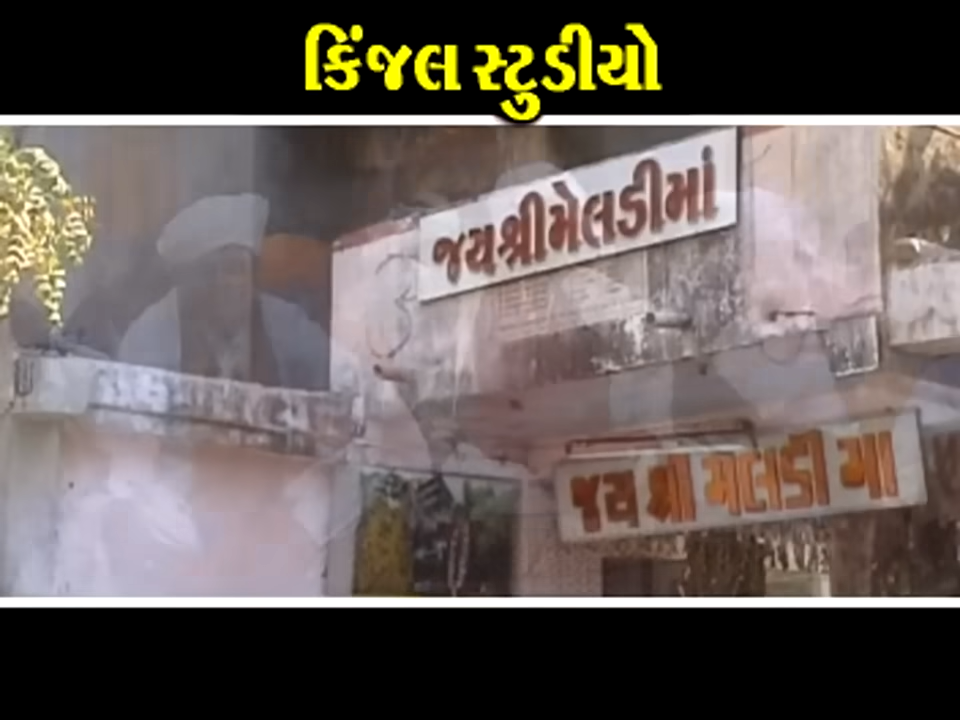 કિંજલ સ્ટુડીયો
જયશ્રીમેલડીમાં
જય શ્રી મેલડી મા